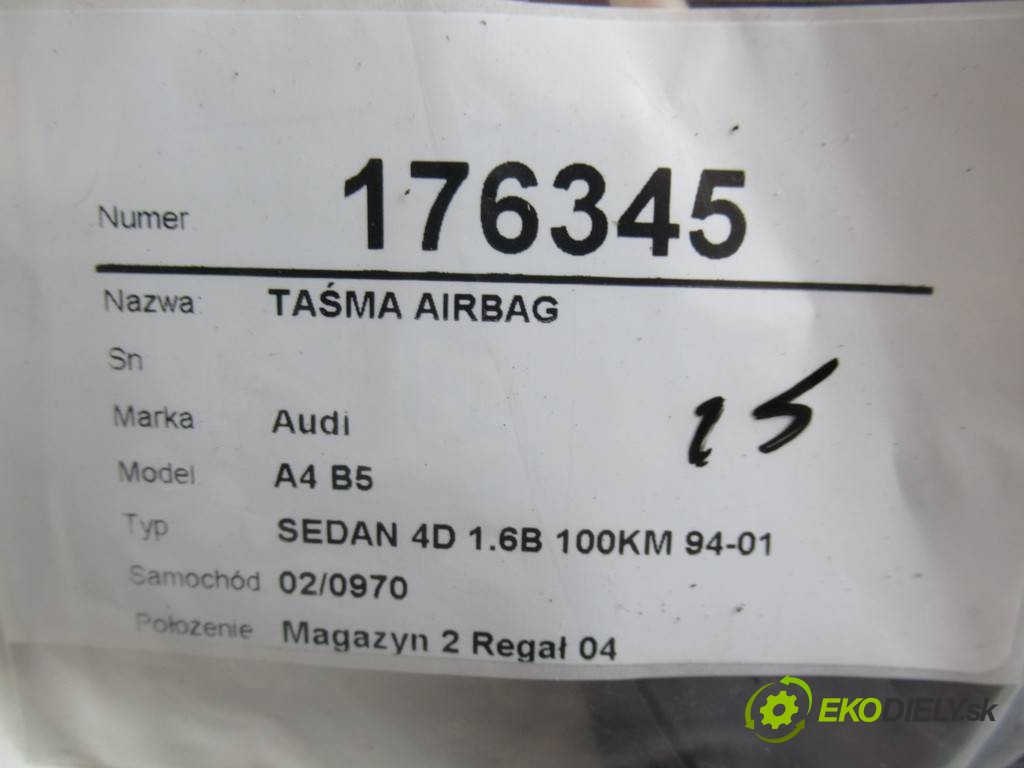 Numer 176345
Nazwa: TAŚMA AIRBAG
Sn
Marka Audi
Model A4 B5
Typ SEDAN 4D 1.6B 100KM 94-01
Samochód 02/0970
Położenie Magazyn 2 Regał 04
EKODIELY.sk